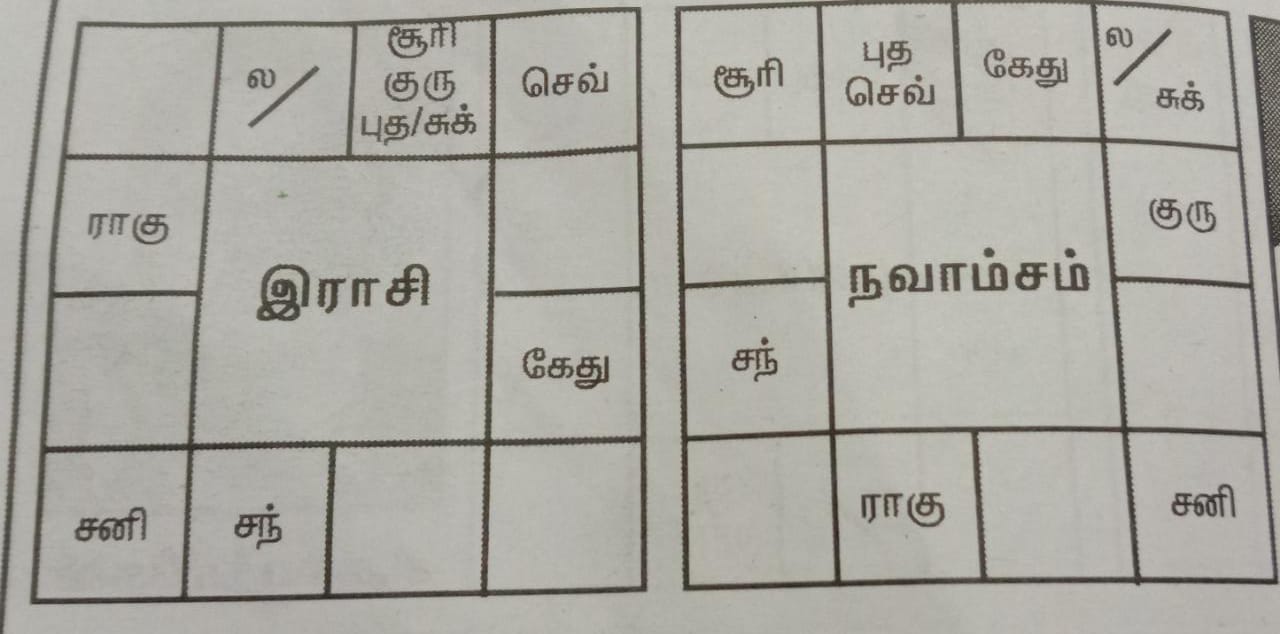 ல/
சூரி
குரு
புத/சுக்
செவ்
ராகு
இராசி
கேது
சனி
சந்
சூரி
புத
செவ்
கேது
ல/
சுக்
குரு
நவாம்சம்
சந்
ராகு
சனி